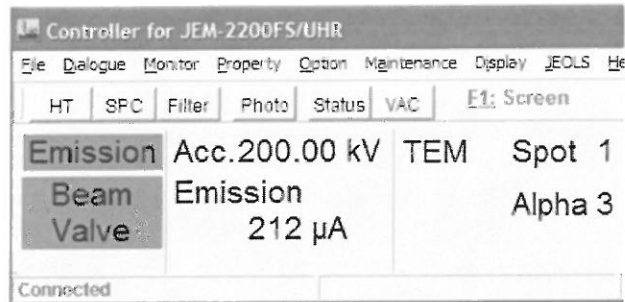 Controller for JEM-2200FS/UHR
File Dialogue Monitor Property Option Maintenance Display JEOLS He
HT SPC Filter Photo Status VAC F1: Screen
Emission Acc.200.00 kV TEM Spot 1
Beam Valve Emission 212 µA Alpha 3
Connected